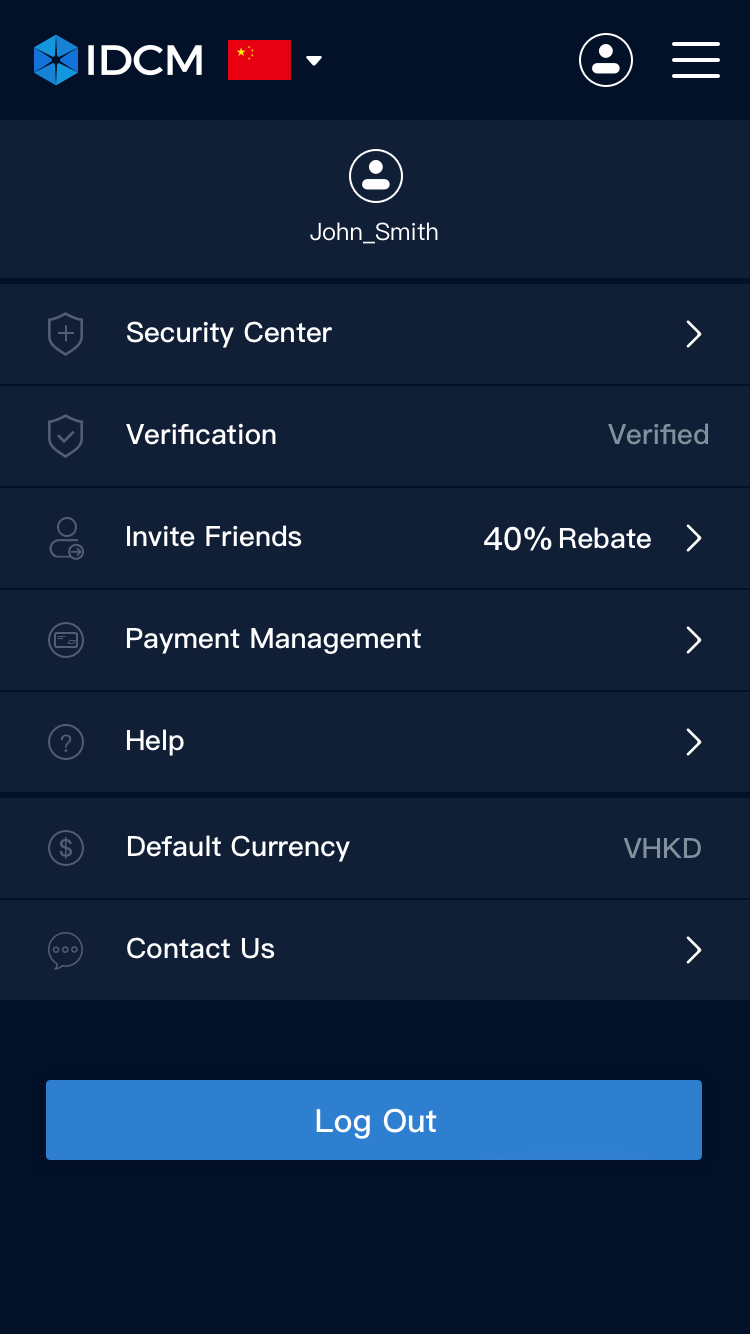 IDCM
John_Smith
Security Center
Verification Verified
Invite Friends 40% Rebate
Payment Management
Help
Default Currency VHKD
Contact Us
Log Out